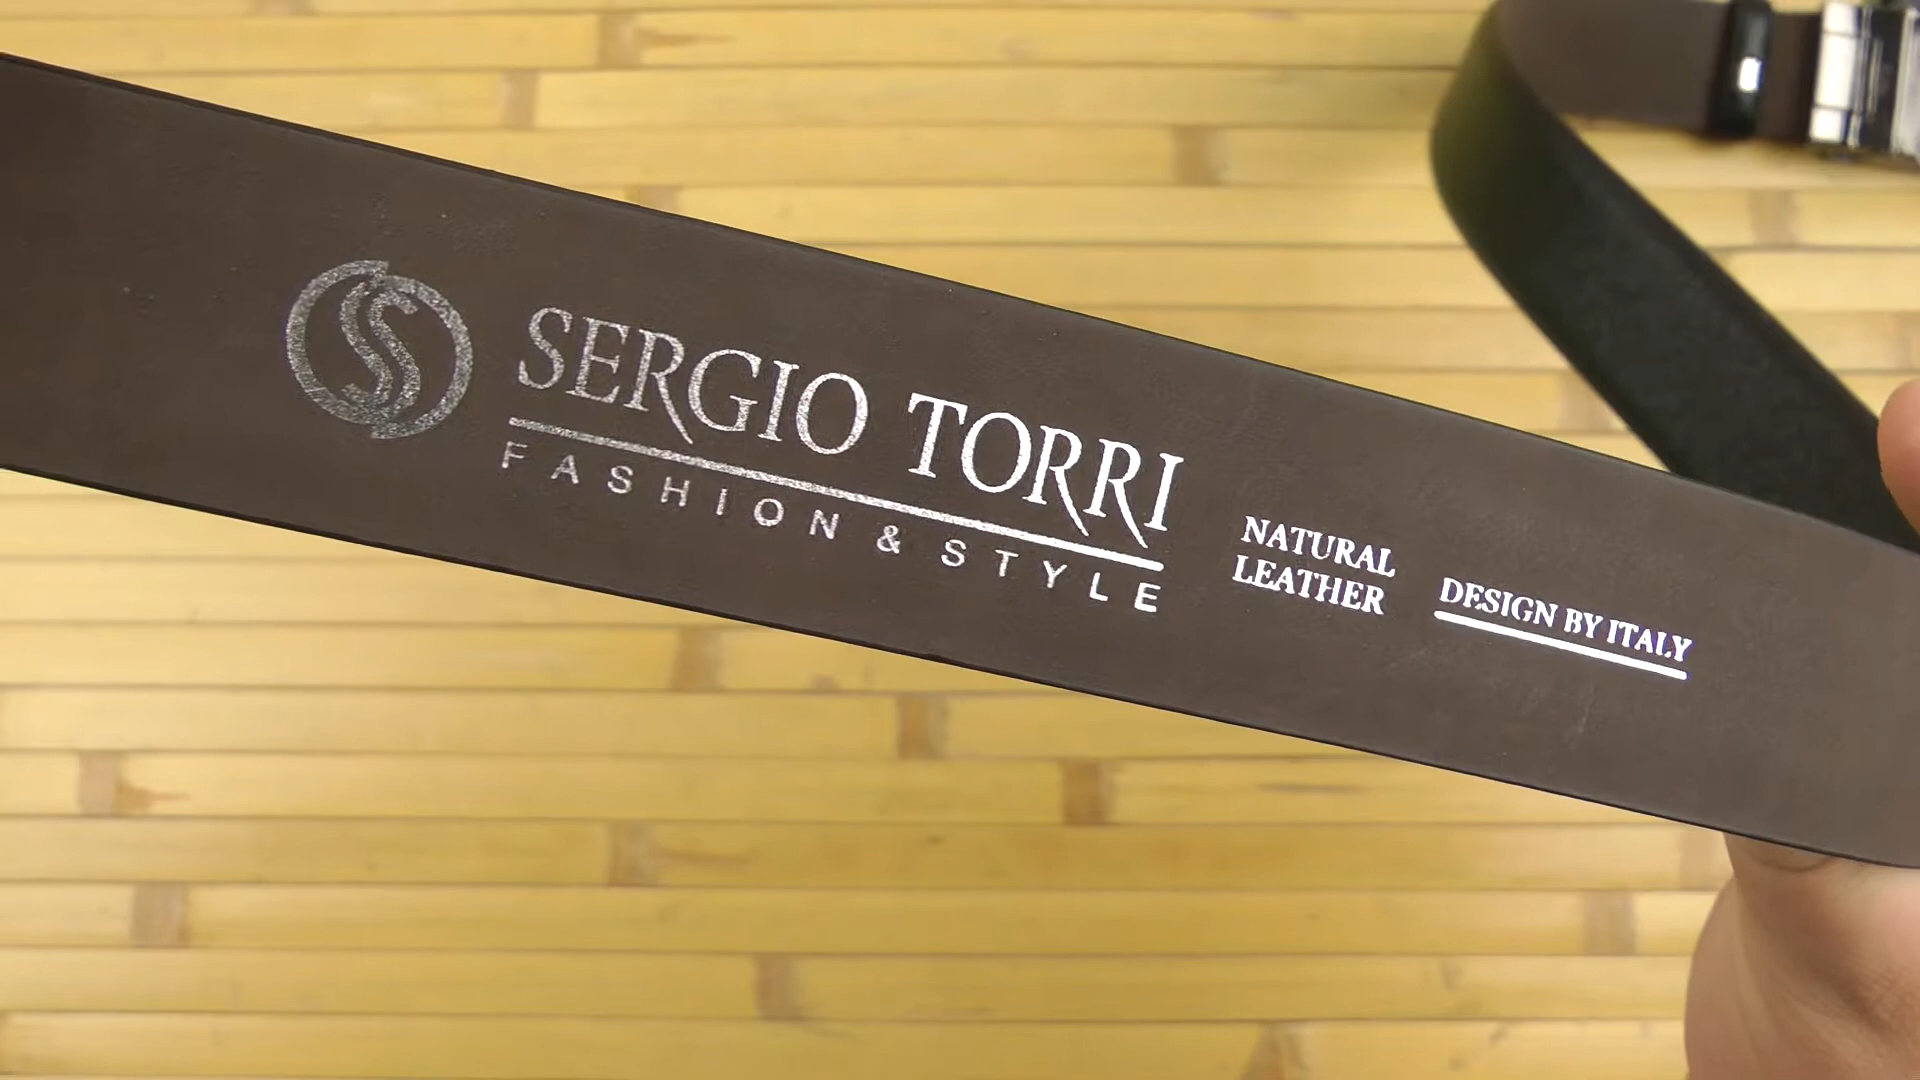 SERGIO TORRI
FASHION & STYLE
NATURAL
LEATHER
DESIGN BY ITALY